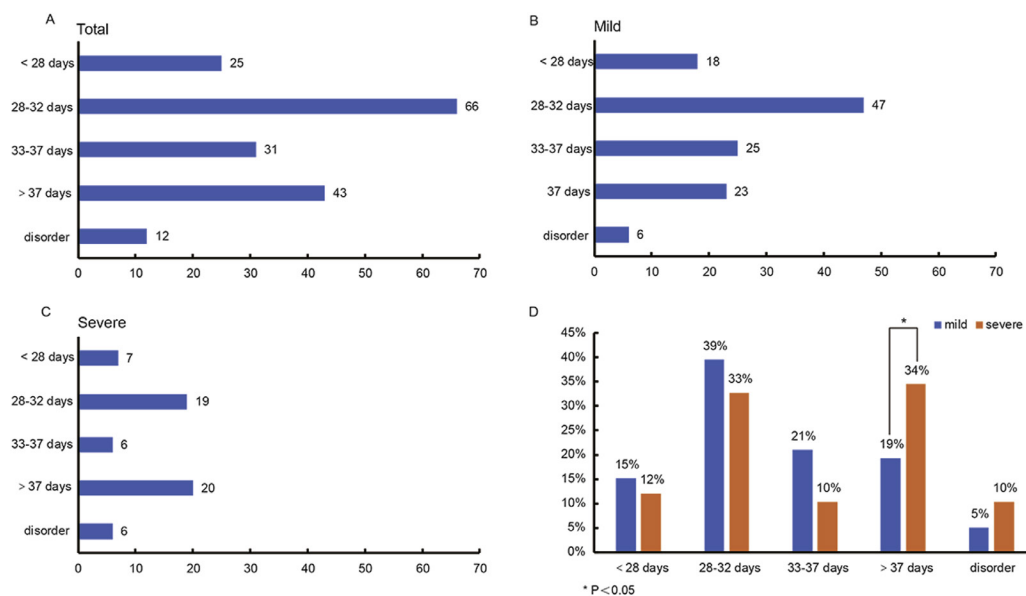 A
Total
< 28 days
25
28-32 days
66
33-37 days
31
> 37 days
43
disorder
12
0 10 20 30 40 50 60 70
B
Mild
< 28 days
18
28-32 days
47
33-37 days
25
37 days
23
disorder
6
0 10 20 30 40 50 60 70
C
Severe
< 28 days
7
28-32 days
19
33-37 days
6
> 37 days
20
disorder
6
0 10 20 30 40 50 60 70
D
mild severe
*
45%
40%
35%
30%
25%
20%
15%
10%
5%
0%
15% 12%
39% 33%
21% 10%
19% 34%
5% 10%
< 28 days 28-32 days 33-37 days > 37 days disorder
* P<0.05